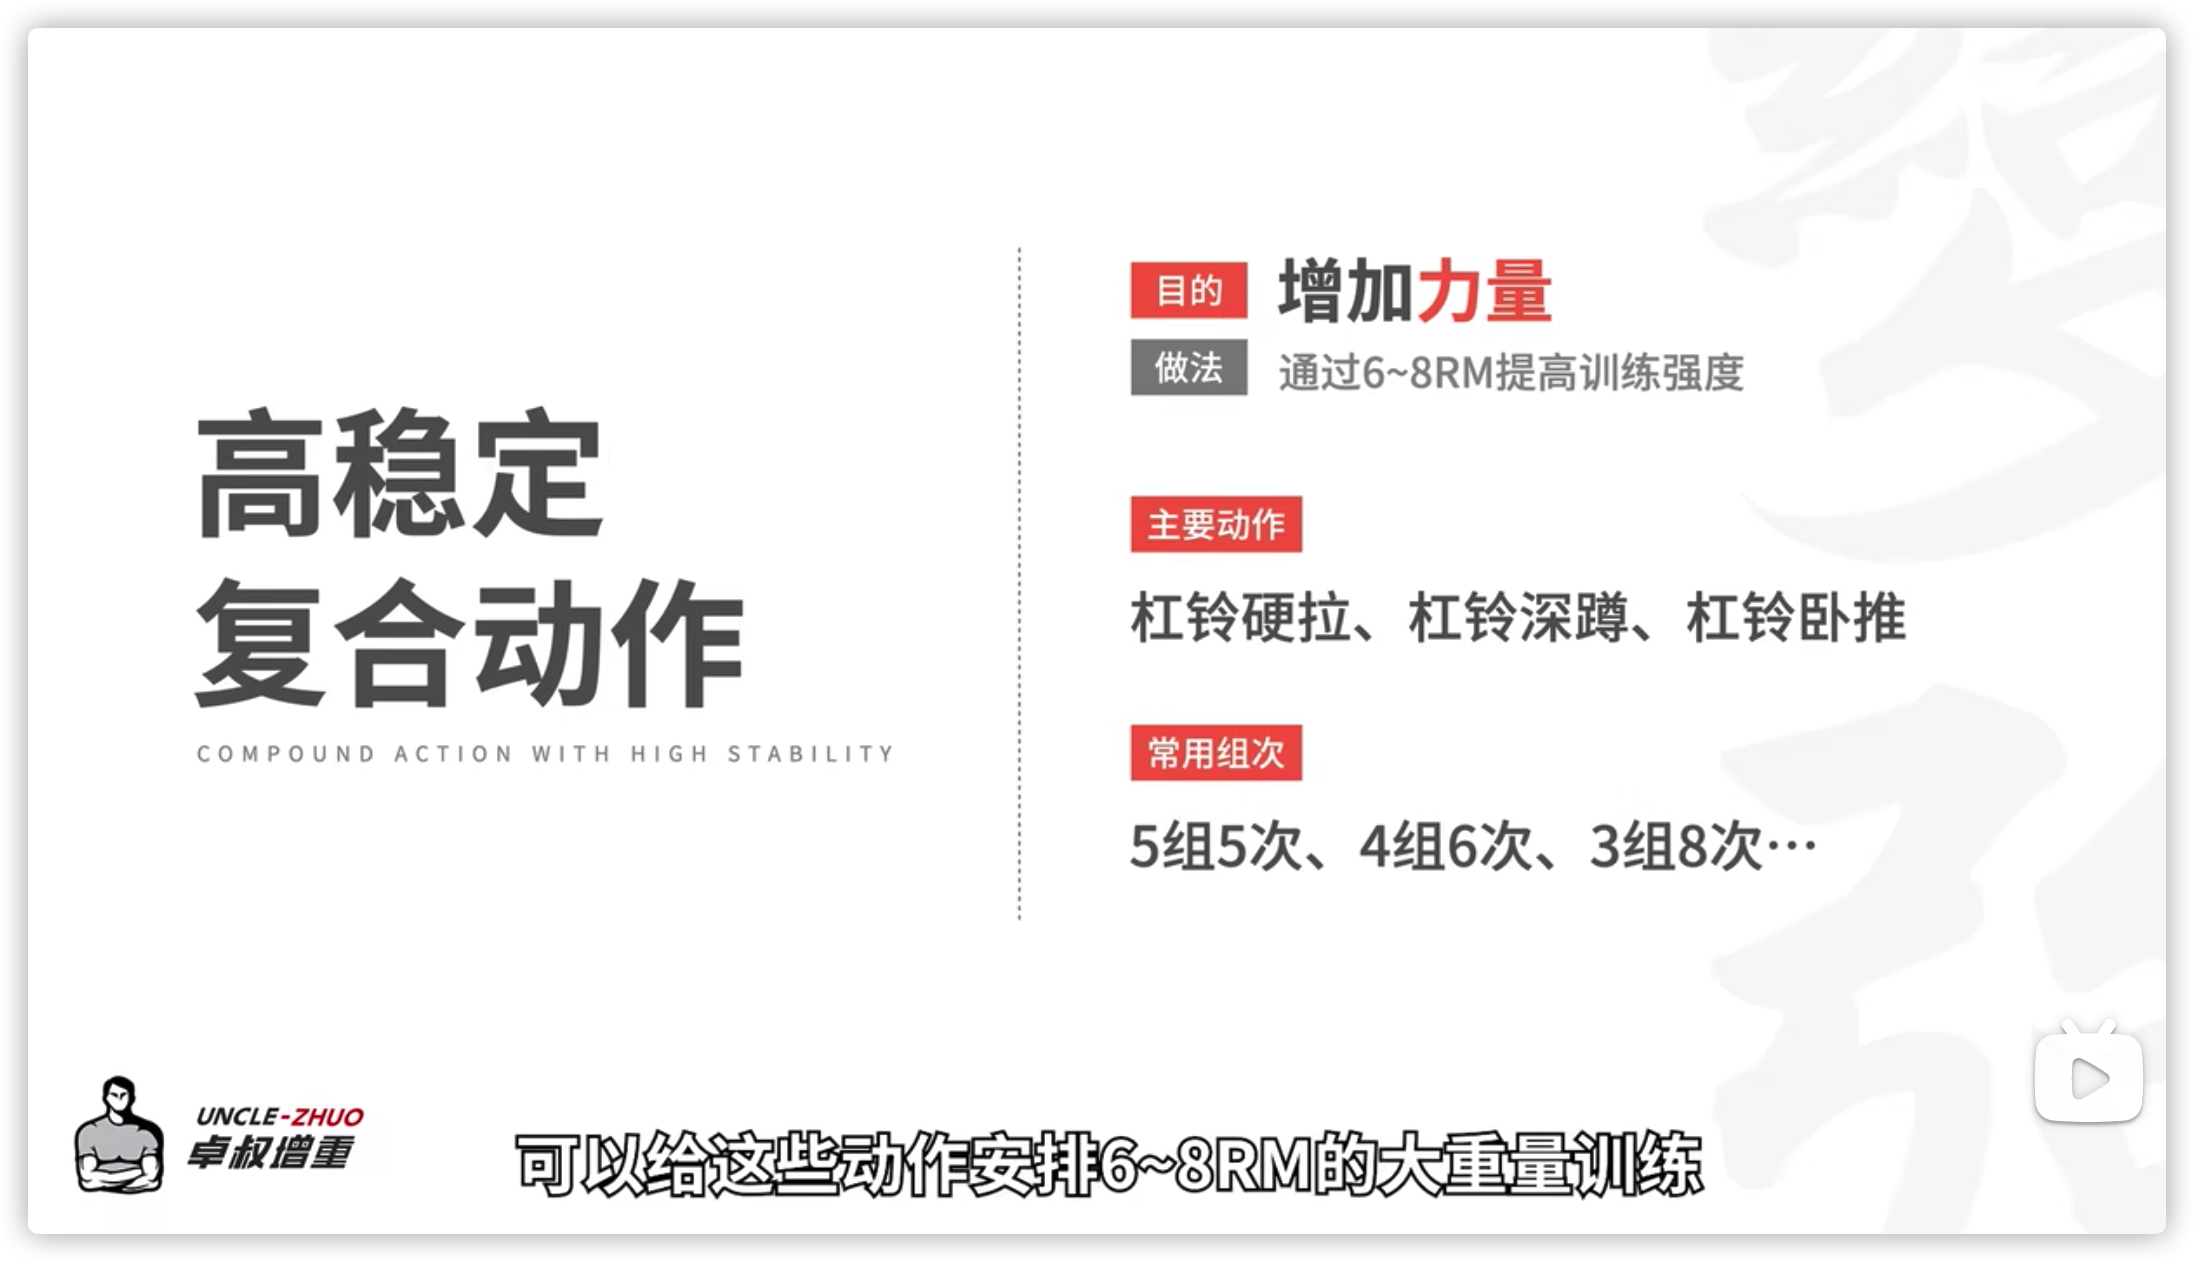 高稳定
复合动作
COMPOUND ACTION WITH HIGH STABILITY
目的 增加力量
做法 通过6~8RM提高训练强度
主要动作
杠铃硬拉、杠铃深蹲、杠铃卧推
常用组次
5组5次、4组6次、3组8次…
UNCLE-ZHUO
卓叔增重
可以给这些动作安排6~8RM的大重量训练